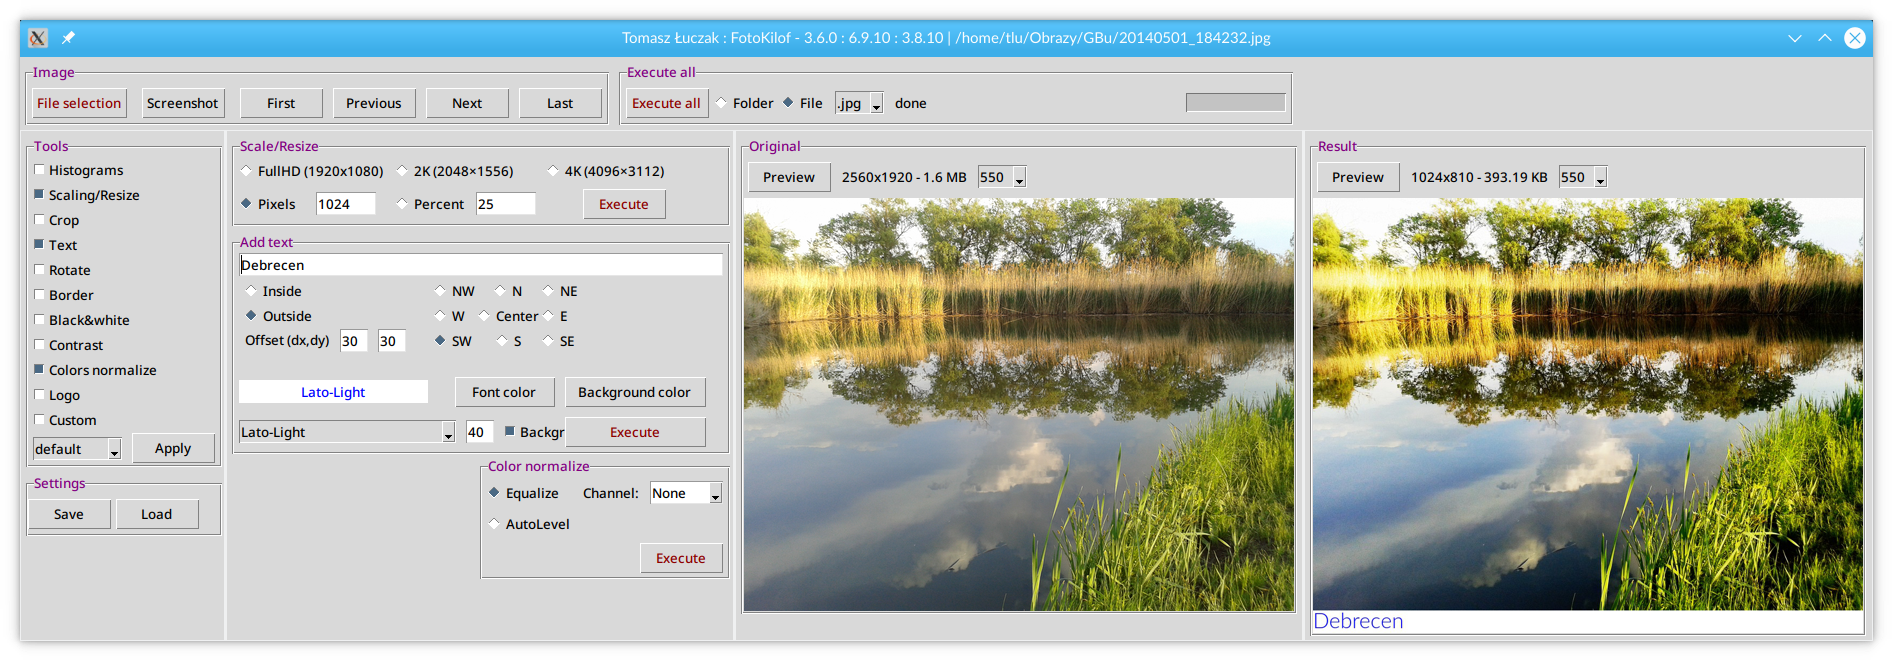 Tomasz Łuczak : FotoKilof - 3.6.0 : 6.9.10 : 3.8.10 | /home/tlu/Obrazy/GBu/20140501_184232.jpg
Image
File selection Screenshot First Previous Next Last
Execute all
Execute all Folder File .jpg done
Tools
Histograms
Scaling/Resize
Crop
Text
Rotate
Border
Black&white
Contrast
Colors normalize
Logo
Custom
default Apply
Settings
Save Load
Scale/Resize
FullHD (1920x1080) 2K (2048×1556) 4K (4096×3112)
Pixels 1024 Percent 25 Execute
Add text
Debrecen
Inside NW N NE
Outside W Center E
Offset (dx,dy) 30 30 SW S SE
Lato-Light Font color Background color
Lato-Light 40 Backgr Execute
Color normalize
Equalize Channel: None
AutoLevel
Execute
Original
Preview 2560x1920 - 1.6 MB 550
Result
Preview 1024x810 - 393.19 KB 550
Debrecen